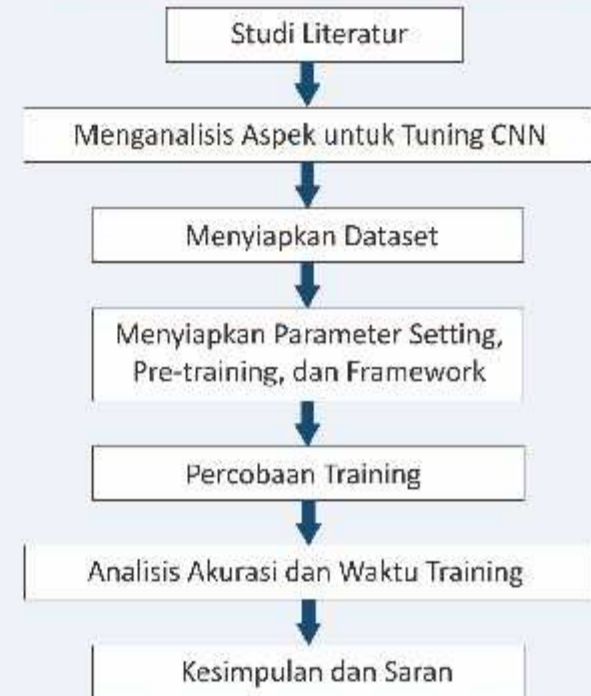 Studi Literatur
Menganalisis Aspek untuk Tuning CNN
Menyiapkan Dataset
Menyiapkan Parameter Setting,
Pre-training, dan Framework
Percobaan Training
Analisis Akurasi dan Waktu Training
Kesimpulan dan Saran